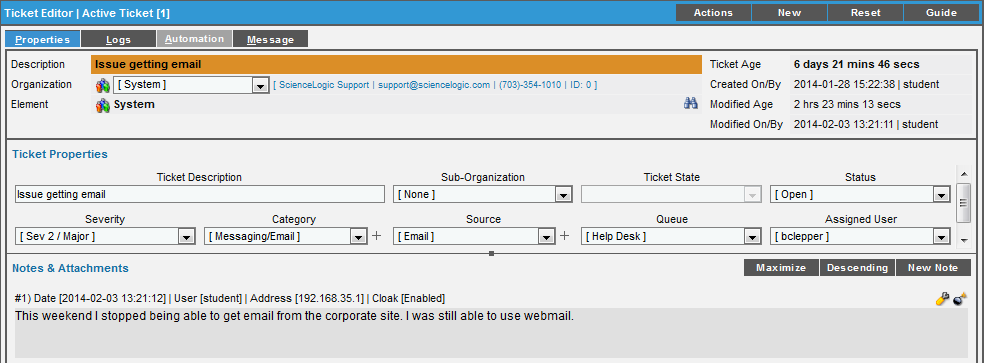 Ticket Editor | Active Ticket [1] Actions New Reset Guide
Properties Logs Automation Message
Description Issue getting email Ticket Age 6 days 21 mins 46 secs
Organization [ System ] [ ScienceLogic Support | support@sciencelogic.com | (703)-354-1010 | ID: 0 ] Created On/By 2014-01-28 15:22:38 | student
Element System Modified Age 2 hrs 23 mins 13 secs
Modified On/By 2014-02-03 13:21:11 | student
Ticket Properties
Ticket Description Sub-Organization Ticket State Status
Issue getting email [ None ] [ Open ]
Severity Category Source Queue Assigned User
[ Sev 2 / Major ] [ Messaging/Email ] [ Email ] [ Help Desk ] [ bclepper ]
Notes & Attachments Maximize Descending New Note
#1) Date [2014-02-03 13:21:12] | User [student] | Address [192.168.35.1] | Cloak [Enabled]
This weekend I stopped being able to get email from the corporate site. I was still able to use webmail.